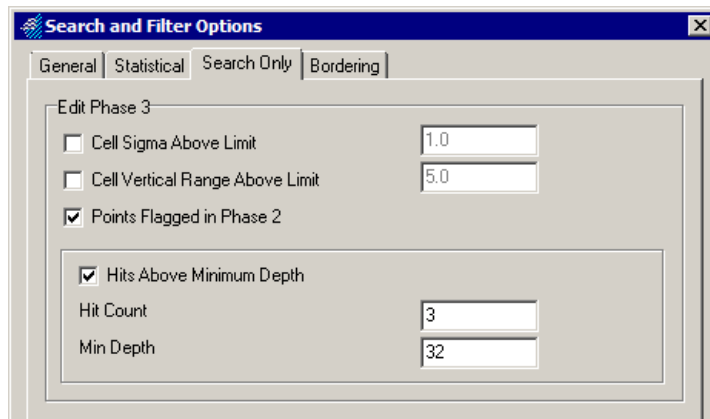 Search and Filter Options
General Statistical Search Only Bordering
Edit Phase 3
Cell Sigma Above Limit 1.0
Cell Vertical Range Above Limit 5.0
Points Flagged in Phase 2
Hits Above Minimum Depth
Hit Count 3
Min Depth 32